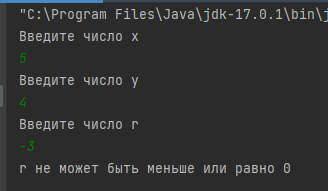 "C:\Program Files\Java\jdk-17.0.1\bin\j
Введите число x
5
Введите число y
4
Введите число r
-3
r не может быть меньше или равно 0